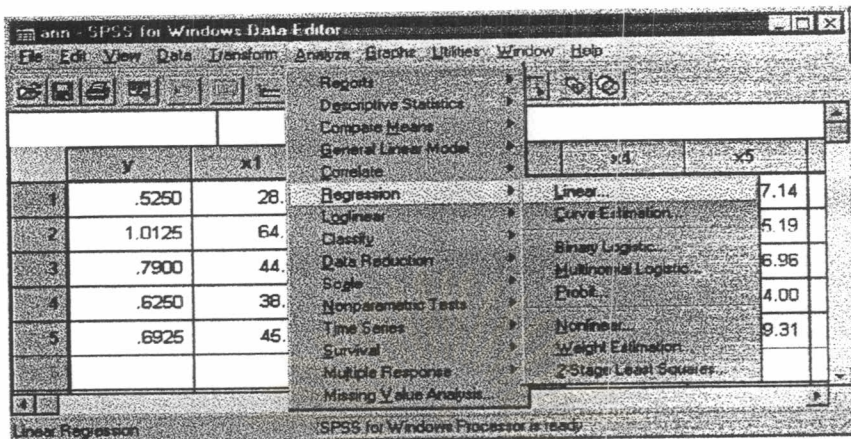 ann - SPSS for Windows Data Editor
File Edit View Data Transform Analyze Graphs Utilities Window Help
Reports
Descriptive Statistics
Compare Means
General Linear Model
Correlate
Regression
Loglinear
Classify
Data Reduction
Scale
Nonparametric Tests
Time Series
Survival
Multiple Response
Missing Value Analysis...
Linear...
Curve Estimation...
Binary Logistic...
Multinomial Logistic...
Probit...
Nonlinear...
Weight Estimation...
2-Stage Least Squares...
y x1 x4 x5
1 .5250 28. 7.14
2 1.0125 64. 5.19
3 .7900 44. 6.96
4 .6250 38. 4.00
5 .6925 45. 9.31
Linear Regression SPSS for Windows Processor is ready